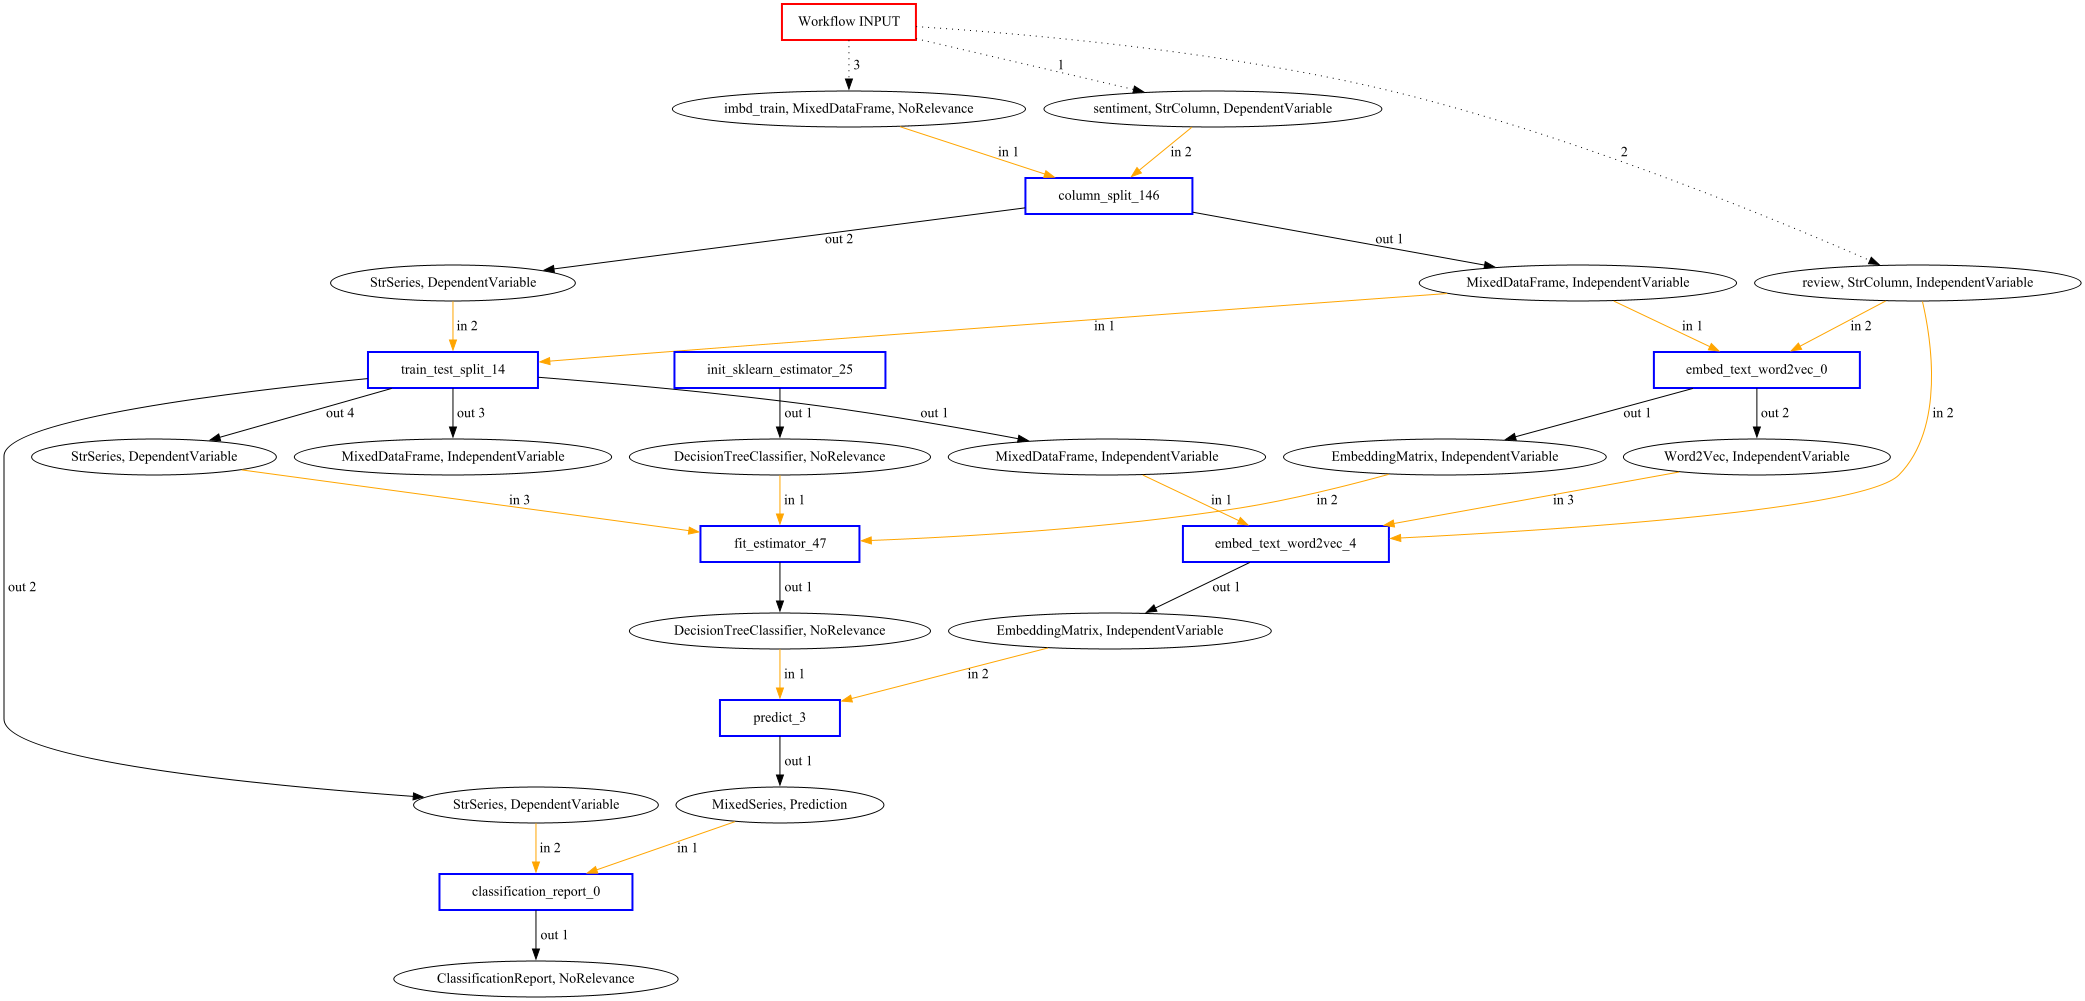 Workflow INPUT
3
1
2
imbd_train, MixedDataFrame, NoRelevance
sentiment, StrColumn, DependentVariable
in 1
in 2
column_split_146
out 2
out 1
StrSeries, DependentVariable
MixedDataFrame, IndependentVariable
review, StrColumn, IndependentVariable
in 2
in 1
in 1
in 2
train_test_split_14
init_sklearn_estimator_25
embed_text_word2vec_0
out 4
out 3
out 1
out 1
out 1
out 2
in 2
StrSeries, DependentVariable
MixedDataFrame, IndependentVariable
DecisionTreeClassifier, NoRelevance
MixedDataFrame, IndependentVariable
EmbeddingMatrix, IndependentVariable
Word2Vec, IndependentVariable
in 3
in 1
in 1
in 2
in 3
fit_estimator_47
embed_text_word2vec_4
out 2
out 1
out 1
DecisionTreeClassifier, NoRelevance
EmbeddingMatrix, IndependentVariable
in 1
in 2
predict_3
out 1
StrSeries, DependentVariable
MixedSeries, Prediction
in 2
in 1
classification_report_0
out 1
ClassificationReport, NoRelevance